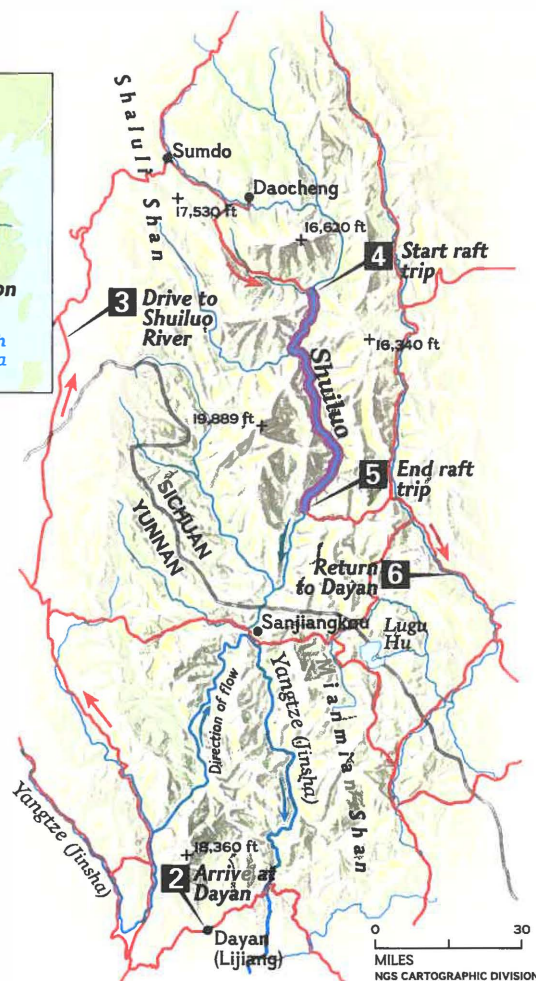 Shaluli Shan
Sumdo
Daocheng
17,530 ft
16,620 ft
4 Start raft
trip
3 Drive to
Shuiluo
River
16,340 ft
Shuiluo
19,889 ft
5 End raft
trip
SICHUAN
YUNNAN
Return
to Dayan 6
Sanjiangkou
Lugu
Hu
Mianmian Shan
Direction of flow
Yangtze (Jinsha)
Yangtze (Jinsha)
18,360 ft
2 Arrive at
Dayan
Dayan
(Lijiang)
0 30
MILES
NGS CARTOGRAPHIC DIVISION